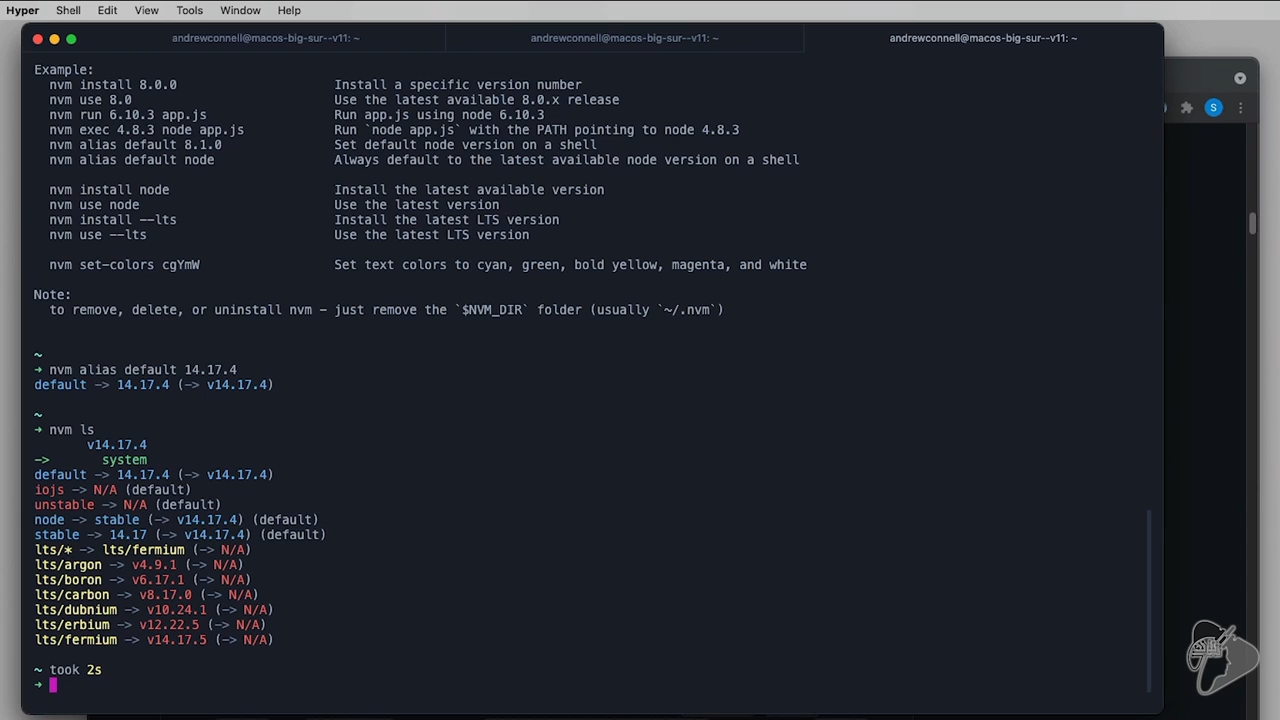 Hyper Shell Edit View Tools Window Help
andrewconnell@macos-big-sur--v11: ~ andrewconnell@macos-big-sur--v11: ~ andrewconnell@macos-big-sur--v11: ~
Example:
nvm install 8.0.0 Install a specific version number
nvm use 8.0 Use the latest available 8.0.x release
nvm run 6.10.3 app.js Run app.js using node 6.10.3
nvm exec 4.8.3 node app.js Run `node app.js` with the PATH pointing to node 4.8.3
nvm alias default 8.1.0 Set default node version on a shell
nvm alias default node Always default to the latest available node version on a shell
nvm install node Install the latest available version
nvm use node Use the latest version
nvm install --lts Install the latest LTS version
nvm use --lts Use the latest LTS version
nvm set-colors cgYmW Set text colors to cyan, green, bold yellow, magenta, and white
Note:
to remove, delete, or uninstall nvm - just remove the `$NVM_DIR` folder (usually `~/.nvm`)
~
➜ nvm alias default 14.17.4
default -> 14.17.4 (-> v14.17.4)
~
➜ nvm ls
v14.17.4
-> system
default -> 14.17.4 (-> v14.17.4)
iojs -> N/A (default)
unstable -> N/A (default)
node -> stable (-> v14.17.4) (default)
stable -> 14.17 (-> v14.17.4) (default)
lts/* -> lts/fermium (-> N/A)
lts/argon -> v4.9.1 (-> N/A)
lts/boron -> v6.17.1 (-> N/A)
lts/carbon -> v8.17.0 (-> N/A)
lts/dubnium -> v10.24.1 (-> N/A)
lts/erbium -> v12.22.5 (-> N/A)
lts/fermium -> v14.17.5 (-> N/A)
~ took 2s
➜
S